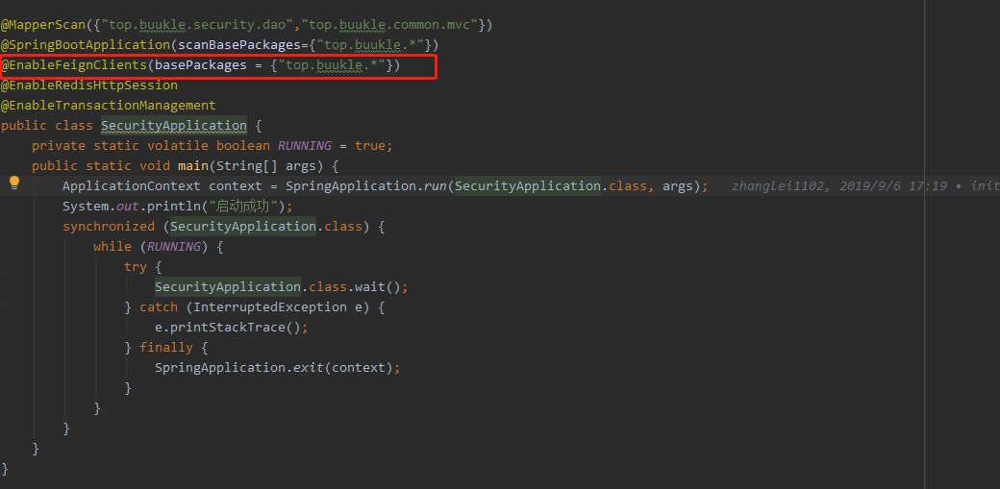 @MapperScan({"top.buukle.security.dao","top.buukle.common.mvc"})
@SpringBootApplication(scanBasePackages={"top.buukle.*"})
@EnableFeignClients(basePackages = {"top.buukle.*"})
@EnableRedisHttpSession
@EnableTransactionManagement
public class SecurityApplication {
    private static volatile boolean RUNNING = true;
    public static void main(String[] args) {
        ApplicationContext context = SpringApplication.run(SecurityApplication.class, args);   zhanglei1102, 2019/9/6 17:19 • init
        System.out.println("启动成功");
        synchronized (SecurityApplication.class) {
            while (RUNNING) {
                try {
                    SecurityApplication.class.wait();
                } catch (InterruptedException e) {
                    e.printStackTrace();
                } finally {
                    SpringApplication.exit(context);
                }
            }
        }
    }
}